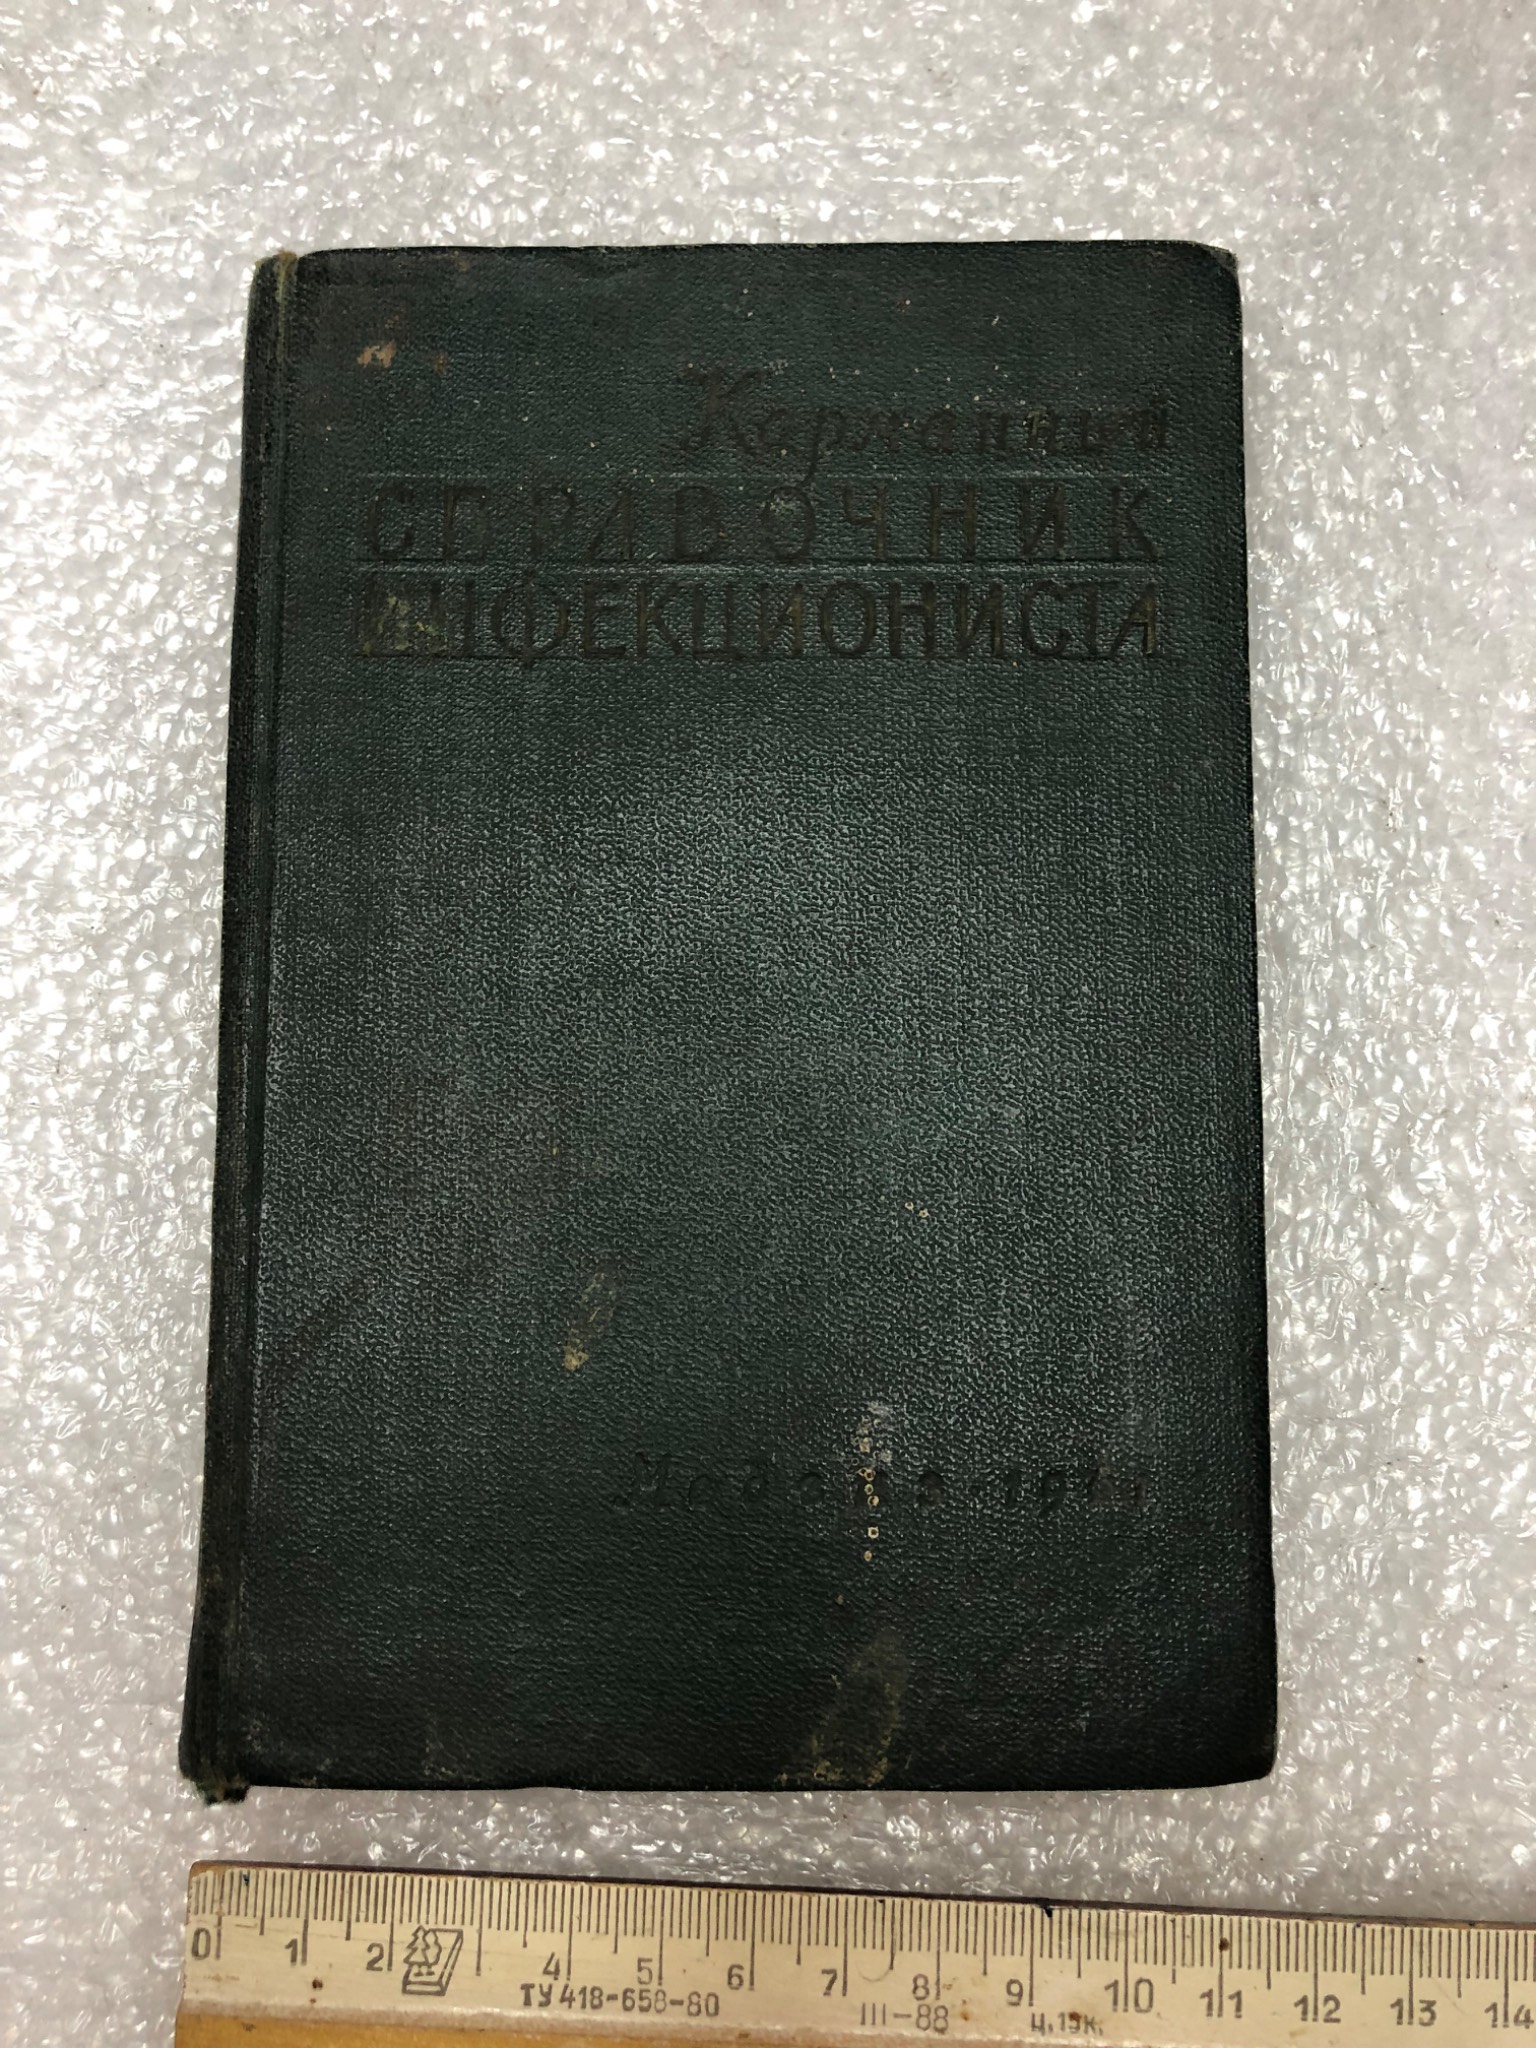 Карманный
СПРАВОЧНИК
ИНФЕКЦИОНИСТА
0 1 2 4 5 6 7 8 9 10 11 12 13 14
ТУ 418-658-80
III-88
Ц.13к.